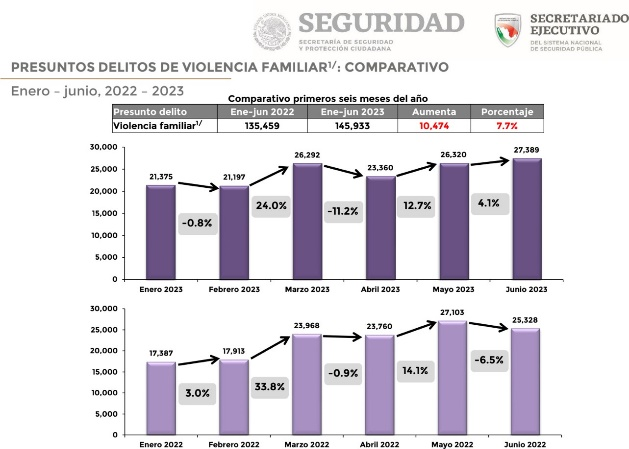 SEGURIDAD
SECRETARÍA DE SEGURIDAD
Y PROTECCIÓN CIUDADANA
SECRETARIADO
EJECUTIVO
DEL SISTEMA NACIONAL
DE SEGURIDAD PÚBLICA
PRESUNTOS DELITOS DE VIOLENCIA FAMILIAR1/: COMPARATIVO
Enero – junio, 2022 – 2023
Comparativo primeros seis meses del año
Presunto delito Ene-jun 2022 Ene-jun 2023 Aumenta Porcentaje
Violencia familiar1/ 135,459 145,933 10,474 7.7%
30,000
25,000
20,000
15,000
10,000
5,000
0
21,375 21,197 26,292 23,360 26,320 27,389
-0.8% 24.0% -11.2% 12.7% 4.1%
Enero 2023 Febrero 2023 Marzo 2023 Abril 2023 Mayo 2023 Junio 2023
30,000
25,000
20,000
15,000
10,000
5,000
0
17,387 17,913 23,968 23,760 27,103 25,328
3.0% 33.8% -0.9% 14.1% -6.5%
Enero 2022 Febrero 2022 Marzo 2022 Abril 2022 Mayo 2022 Junio 2022